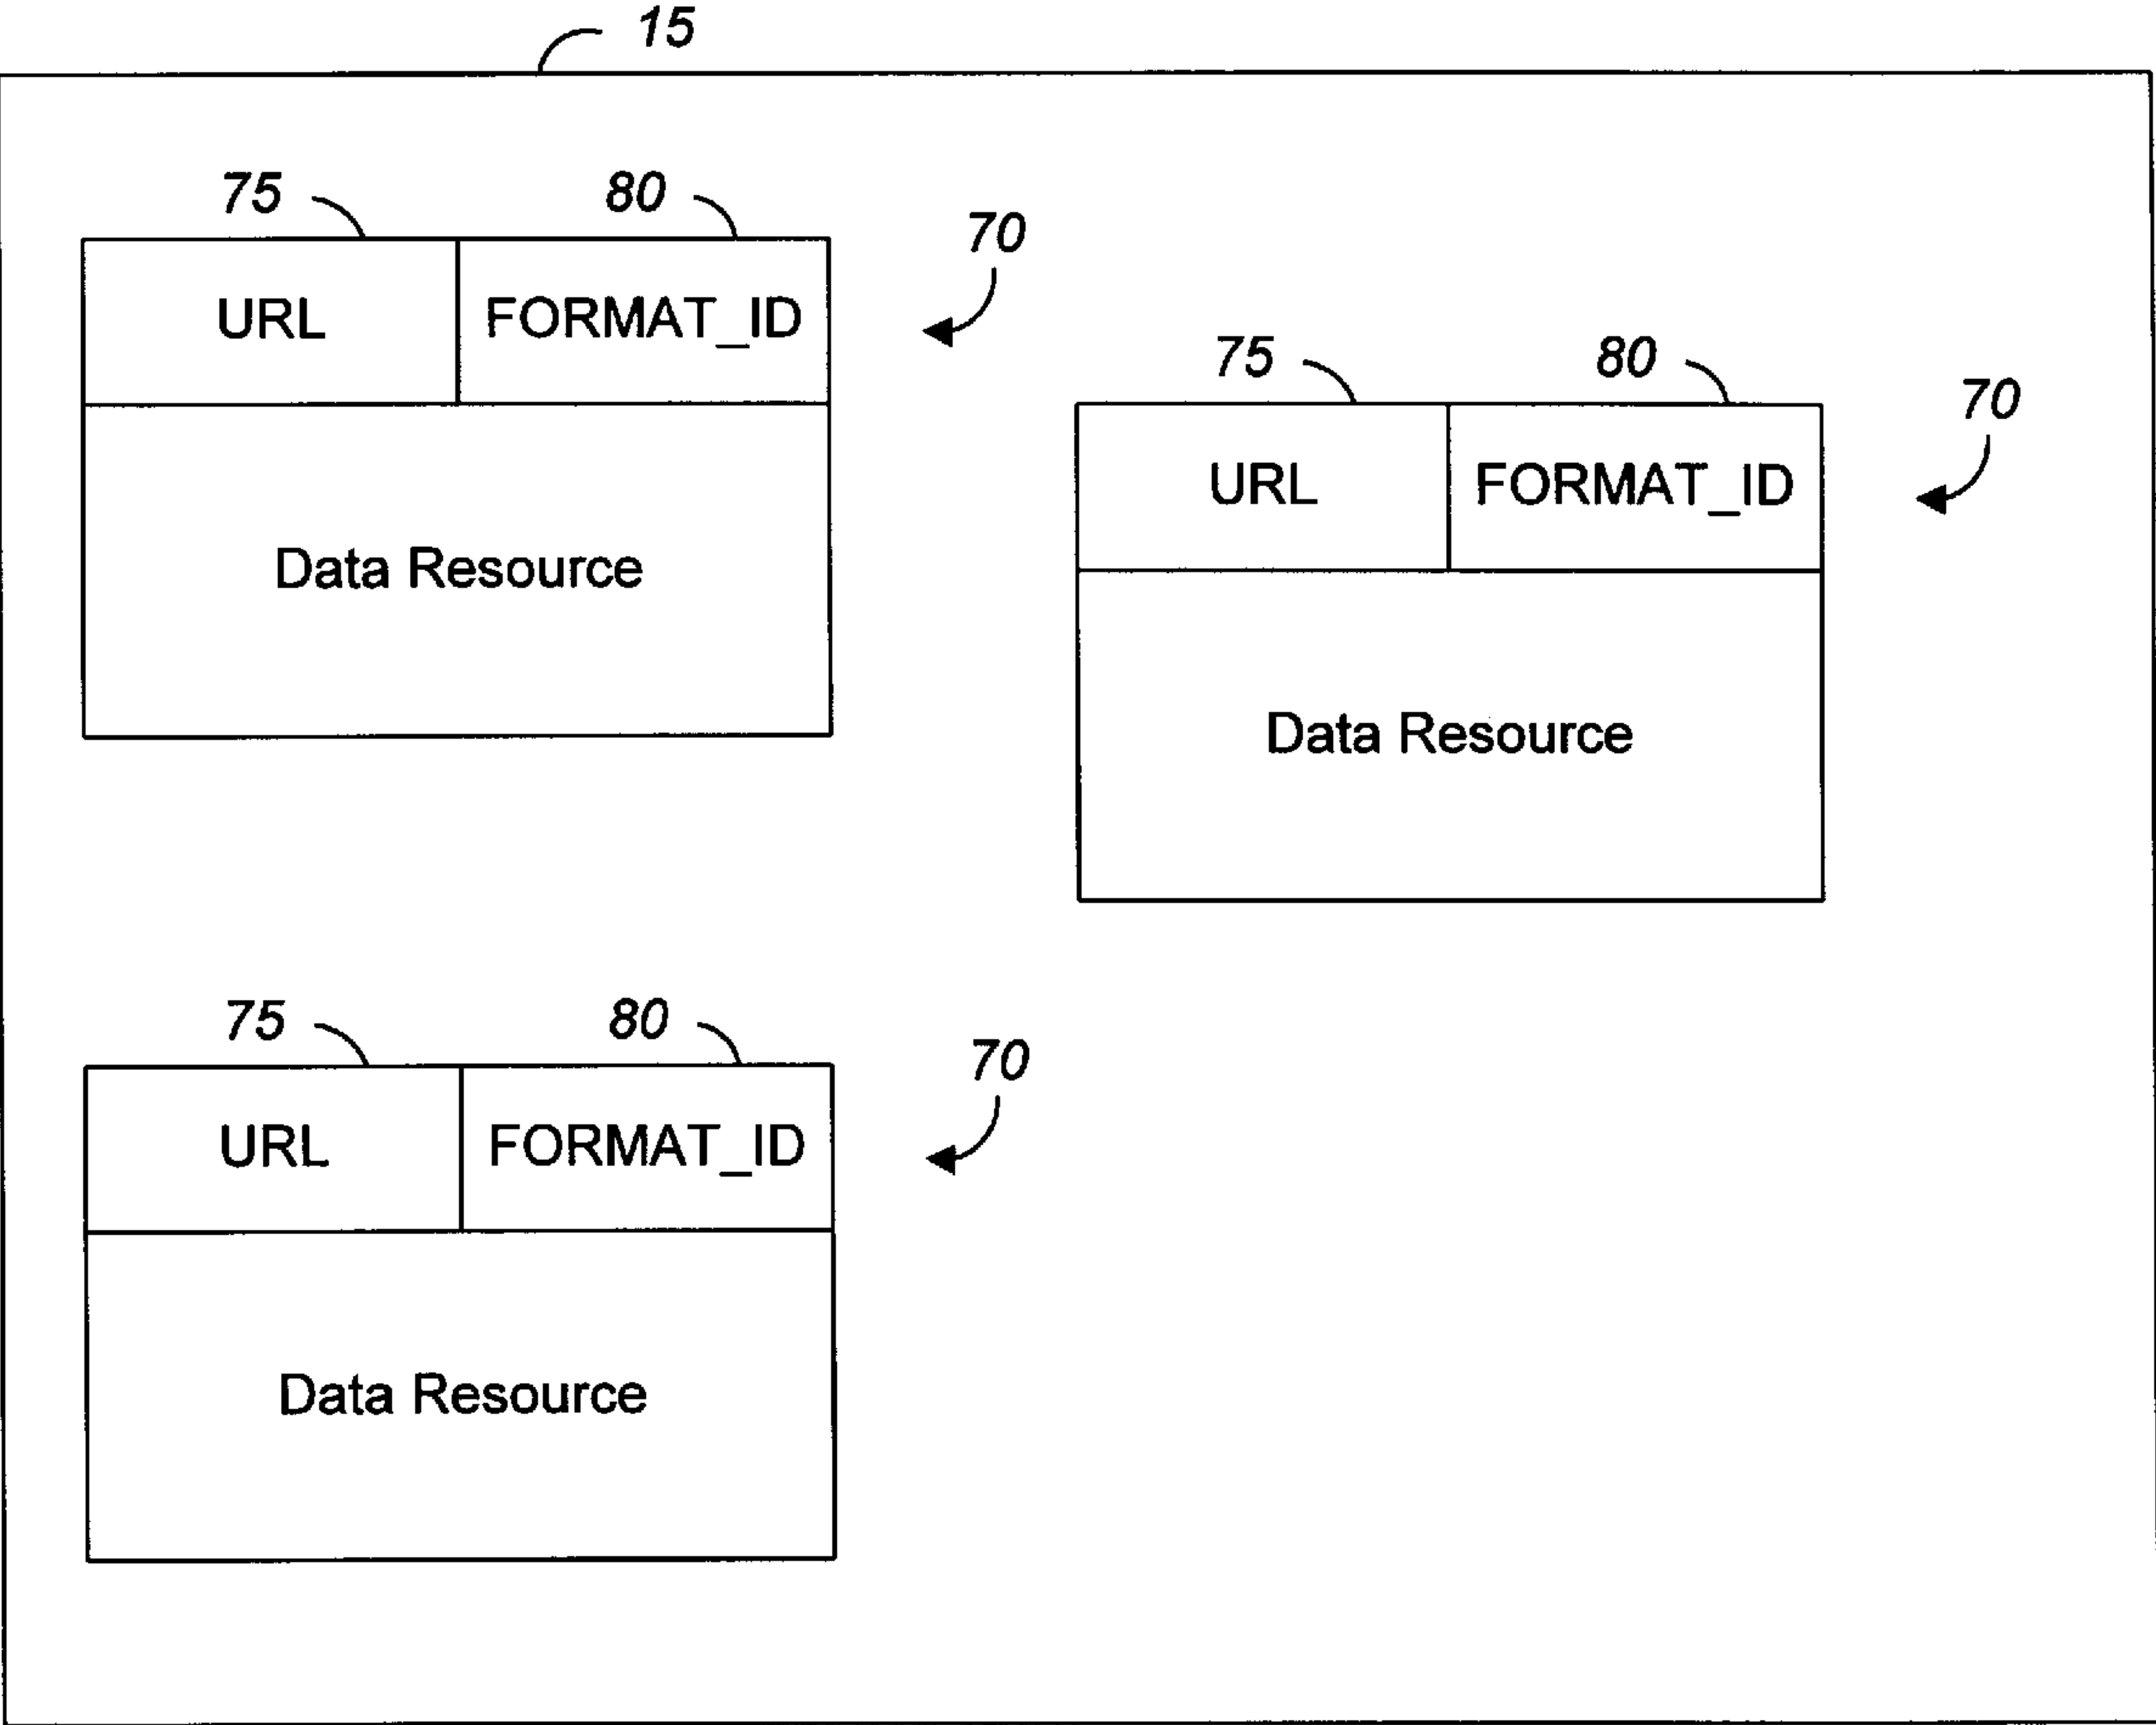 15
75 80 70
URL FORMAT_ID
Data Resource
75 80 70
URL FORMAT_ID
Data Resource
75 80 70
URL FORMAT_ID
Data Resource